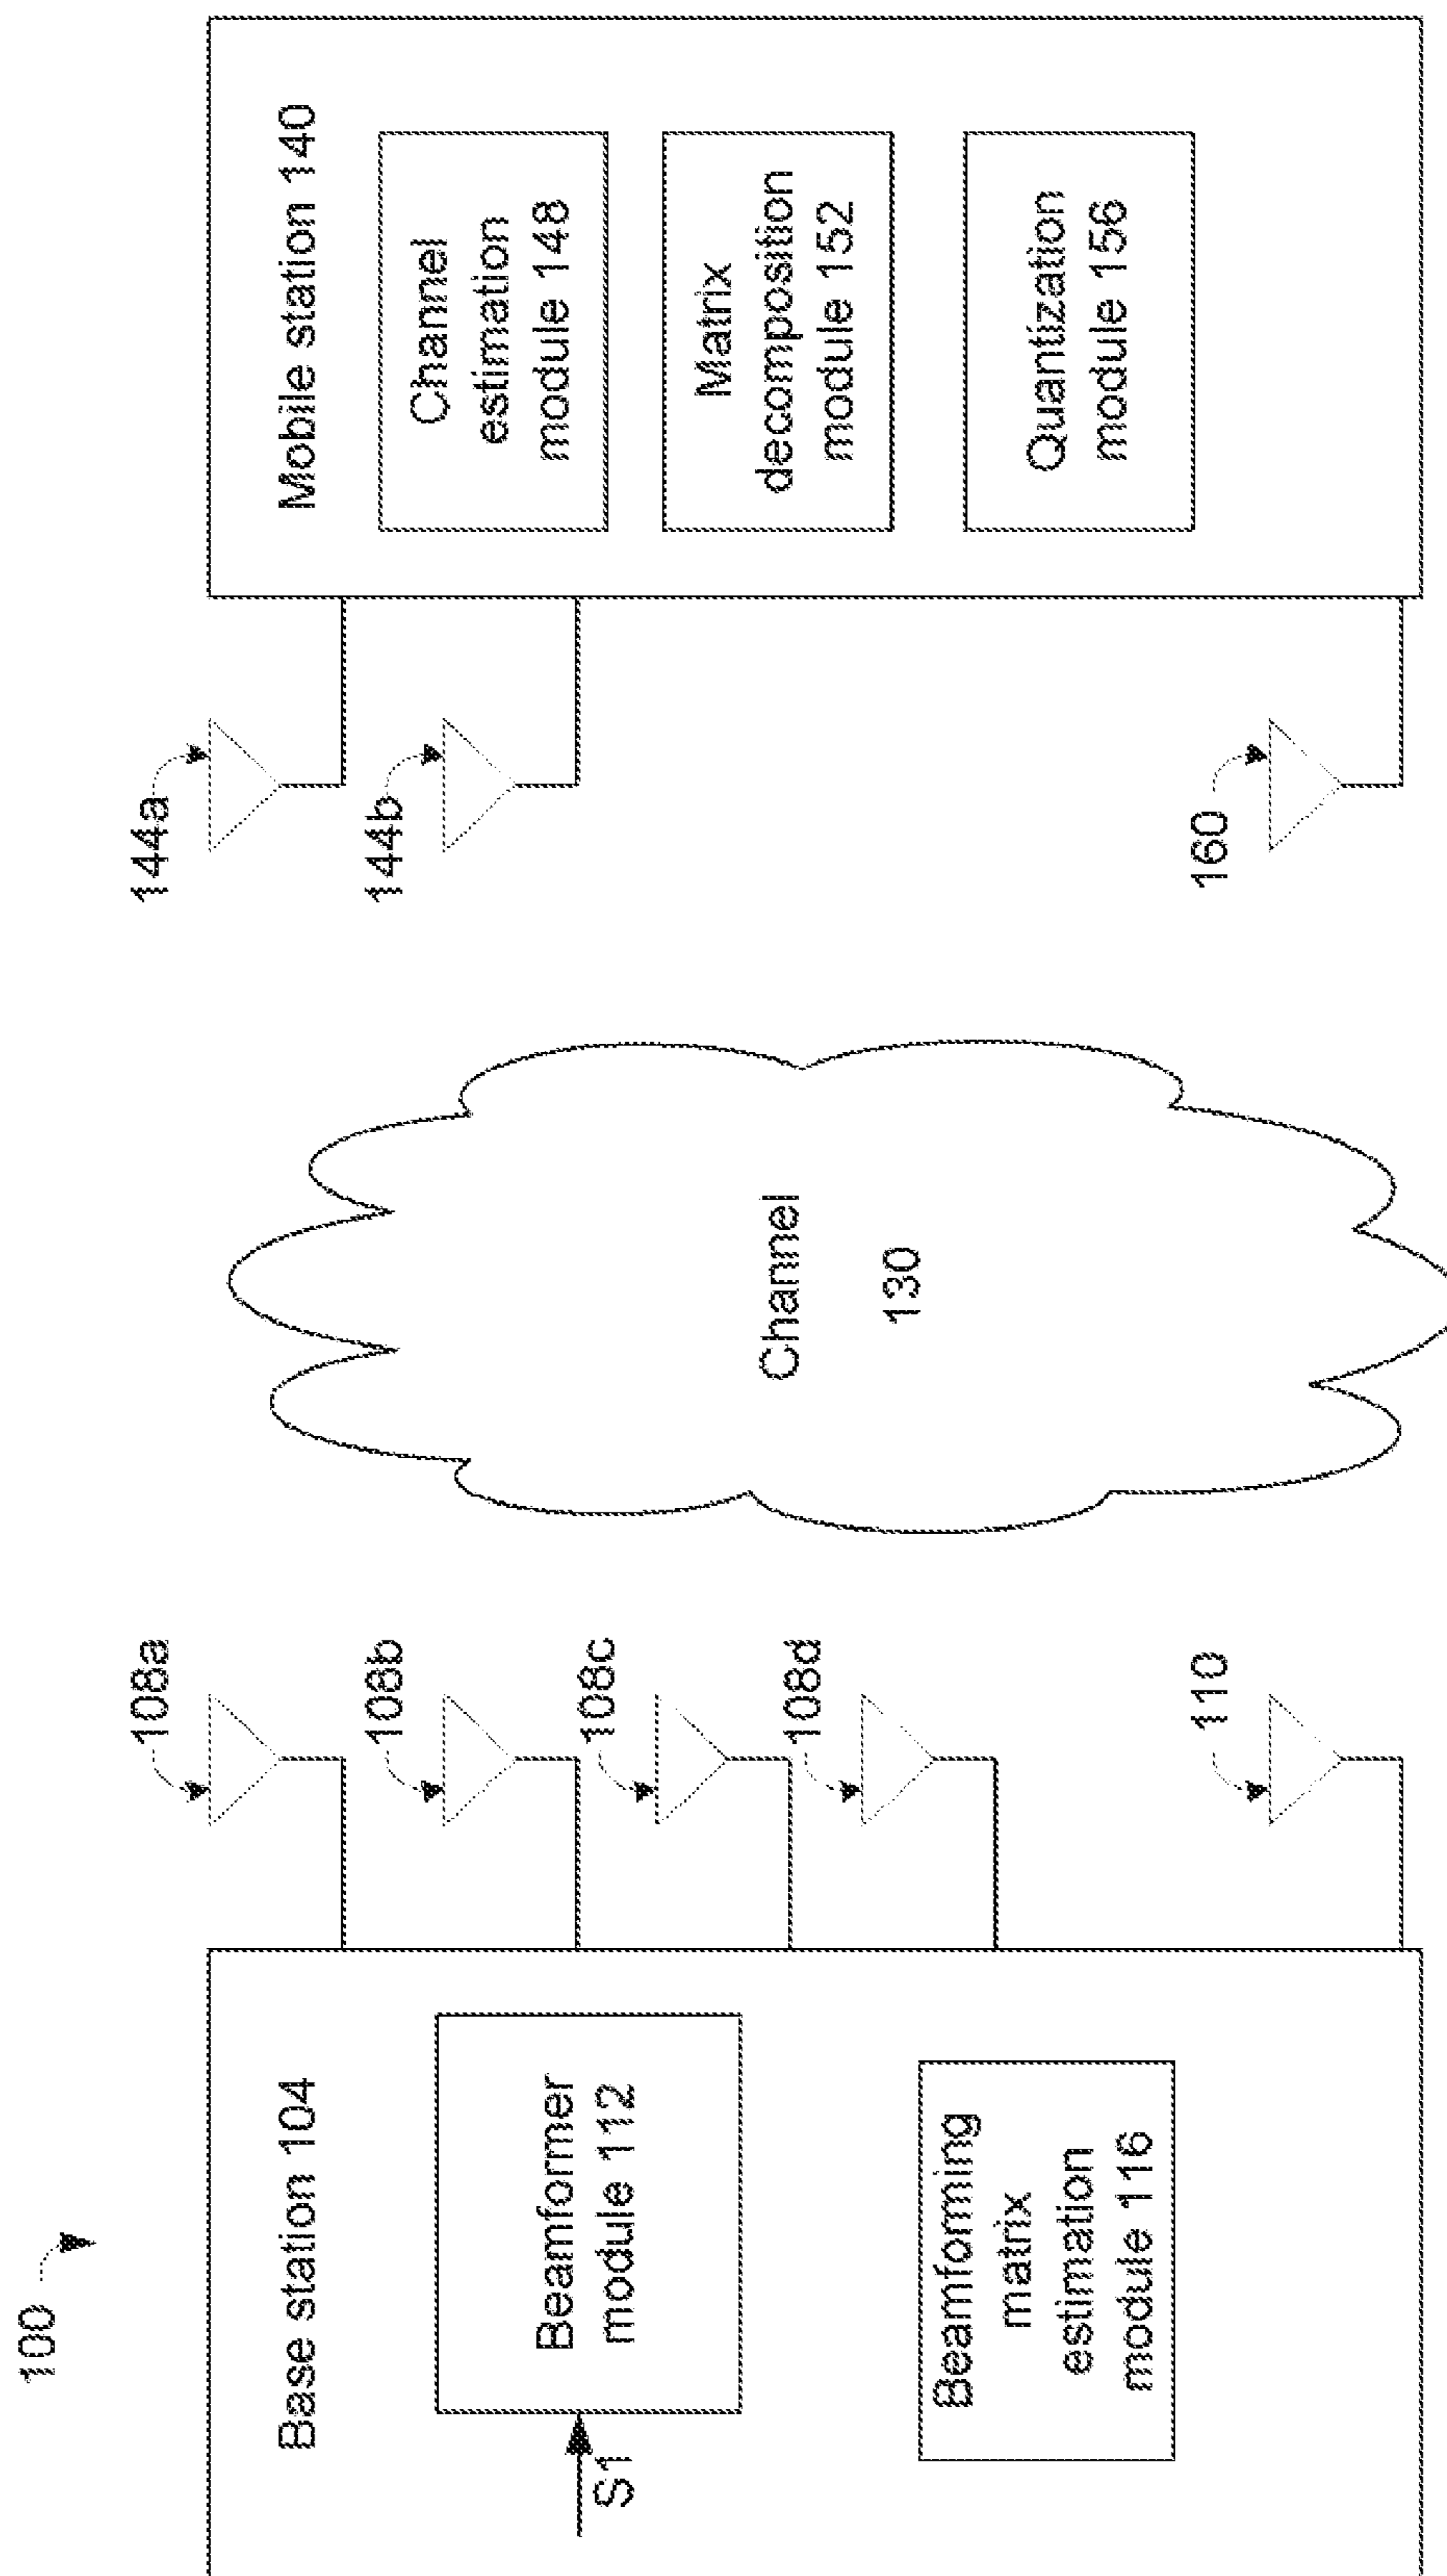 100
Base station 104
S1
Beamformer
module 112
Beamforming
matrix
estimation
module 116
108a
108b
108c
108d
110
Channel
130
144a
144b
160
Mobile station 140
Channel
estimation
module 148
Matrix
decomposition
module 152
Quantization
module 156